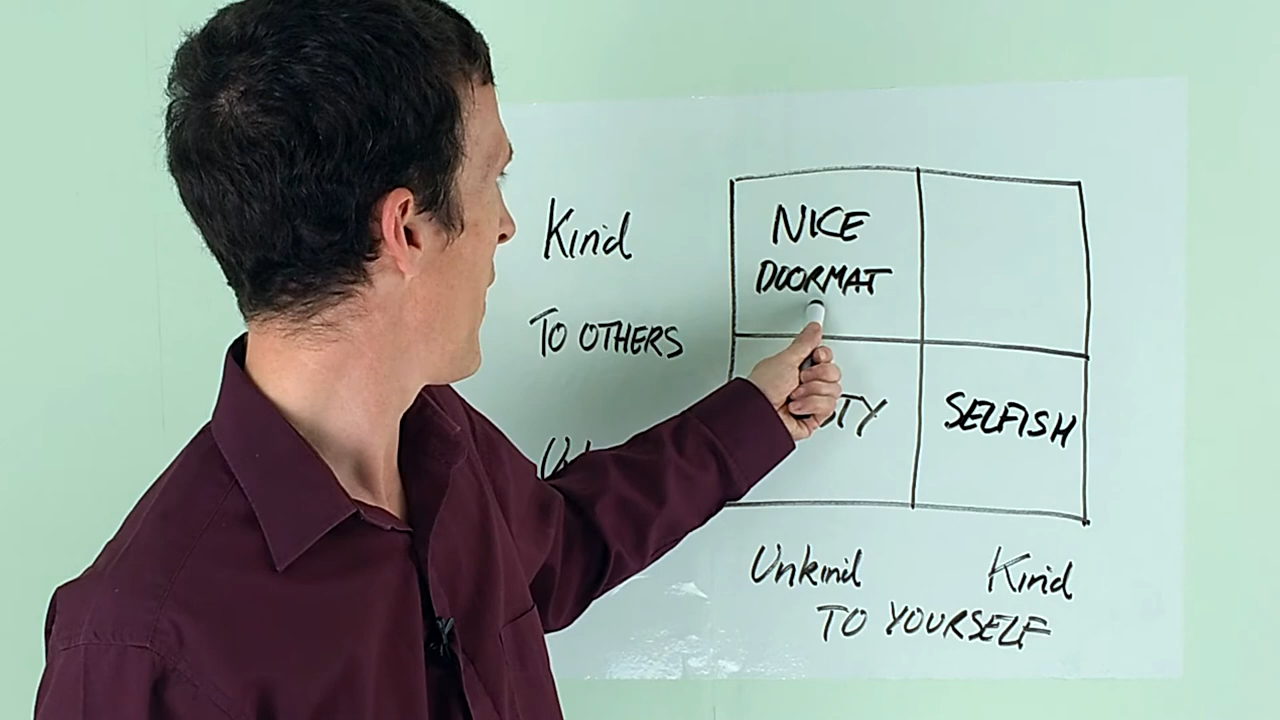 Kind
NICE
DOORMAT
TO OTHERS
SELFISH
Unkind
Kind
TO YOURSELF